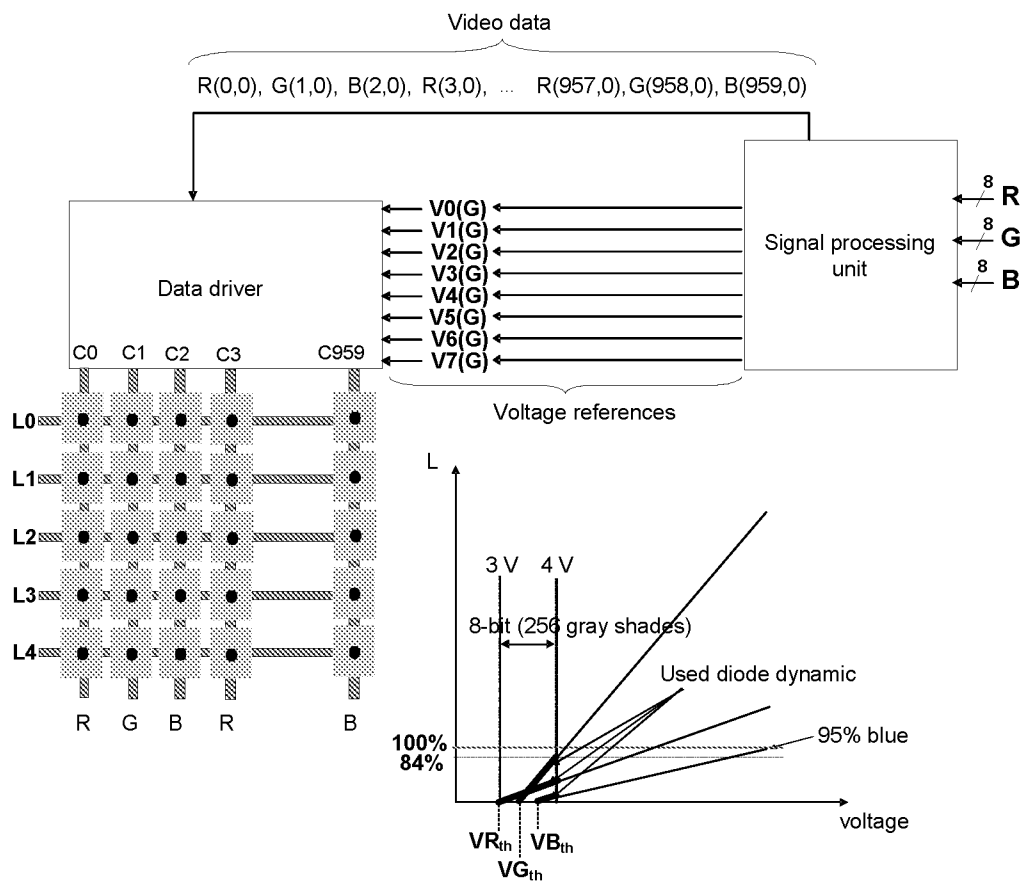 Video data
R(0,0), G(1,0), B(2,0), R(3,0), ... R(957,0),G(958,0), B(959,0)
8
R
8
G
8
B
Signal processing
unit
V0(G)
V1(G)
V2(G)
V3(G)
V4(G)
V5(G)
V6(G)
V7(G)
Voltage references
Data driver
C0 C1 C2 C3 C959
L0
L1
L2
L3
L4
R G B R B
L
3 V 4 V
8-bit (256 gray shades)
Used diode dynamic
100%
84%
95% blue
voltage
VRth
VBth
VGth